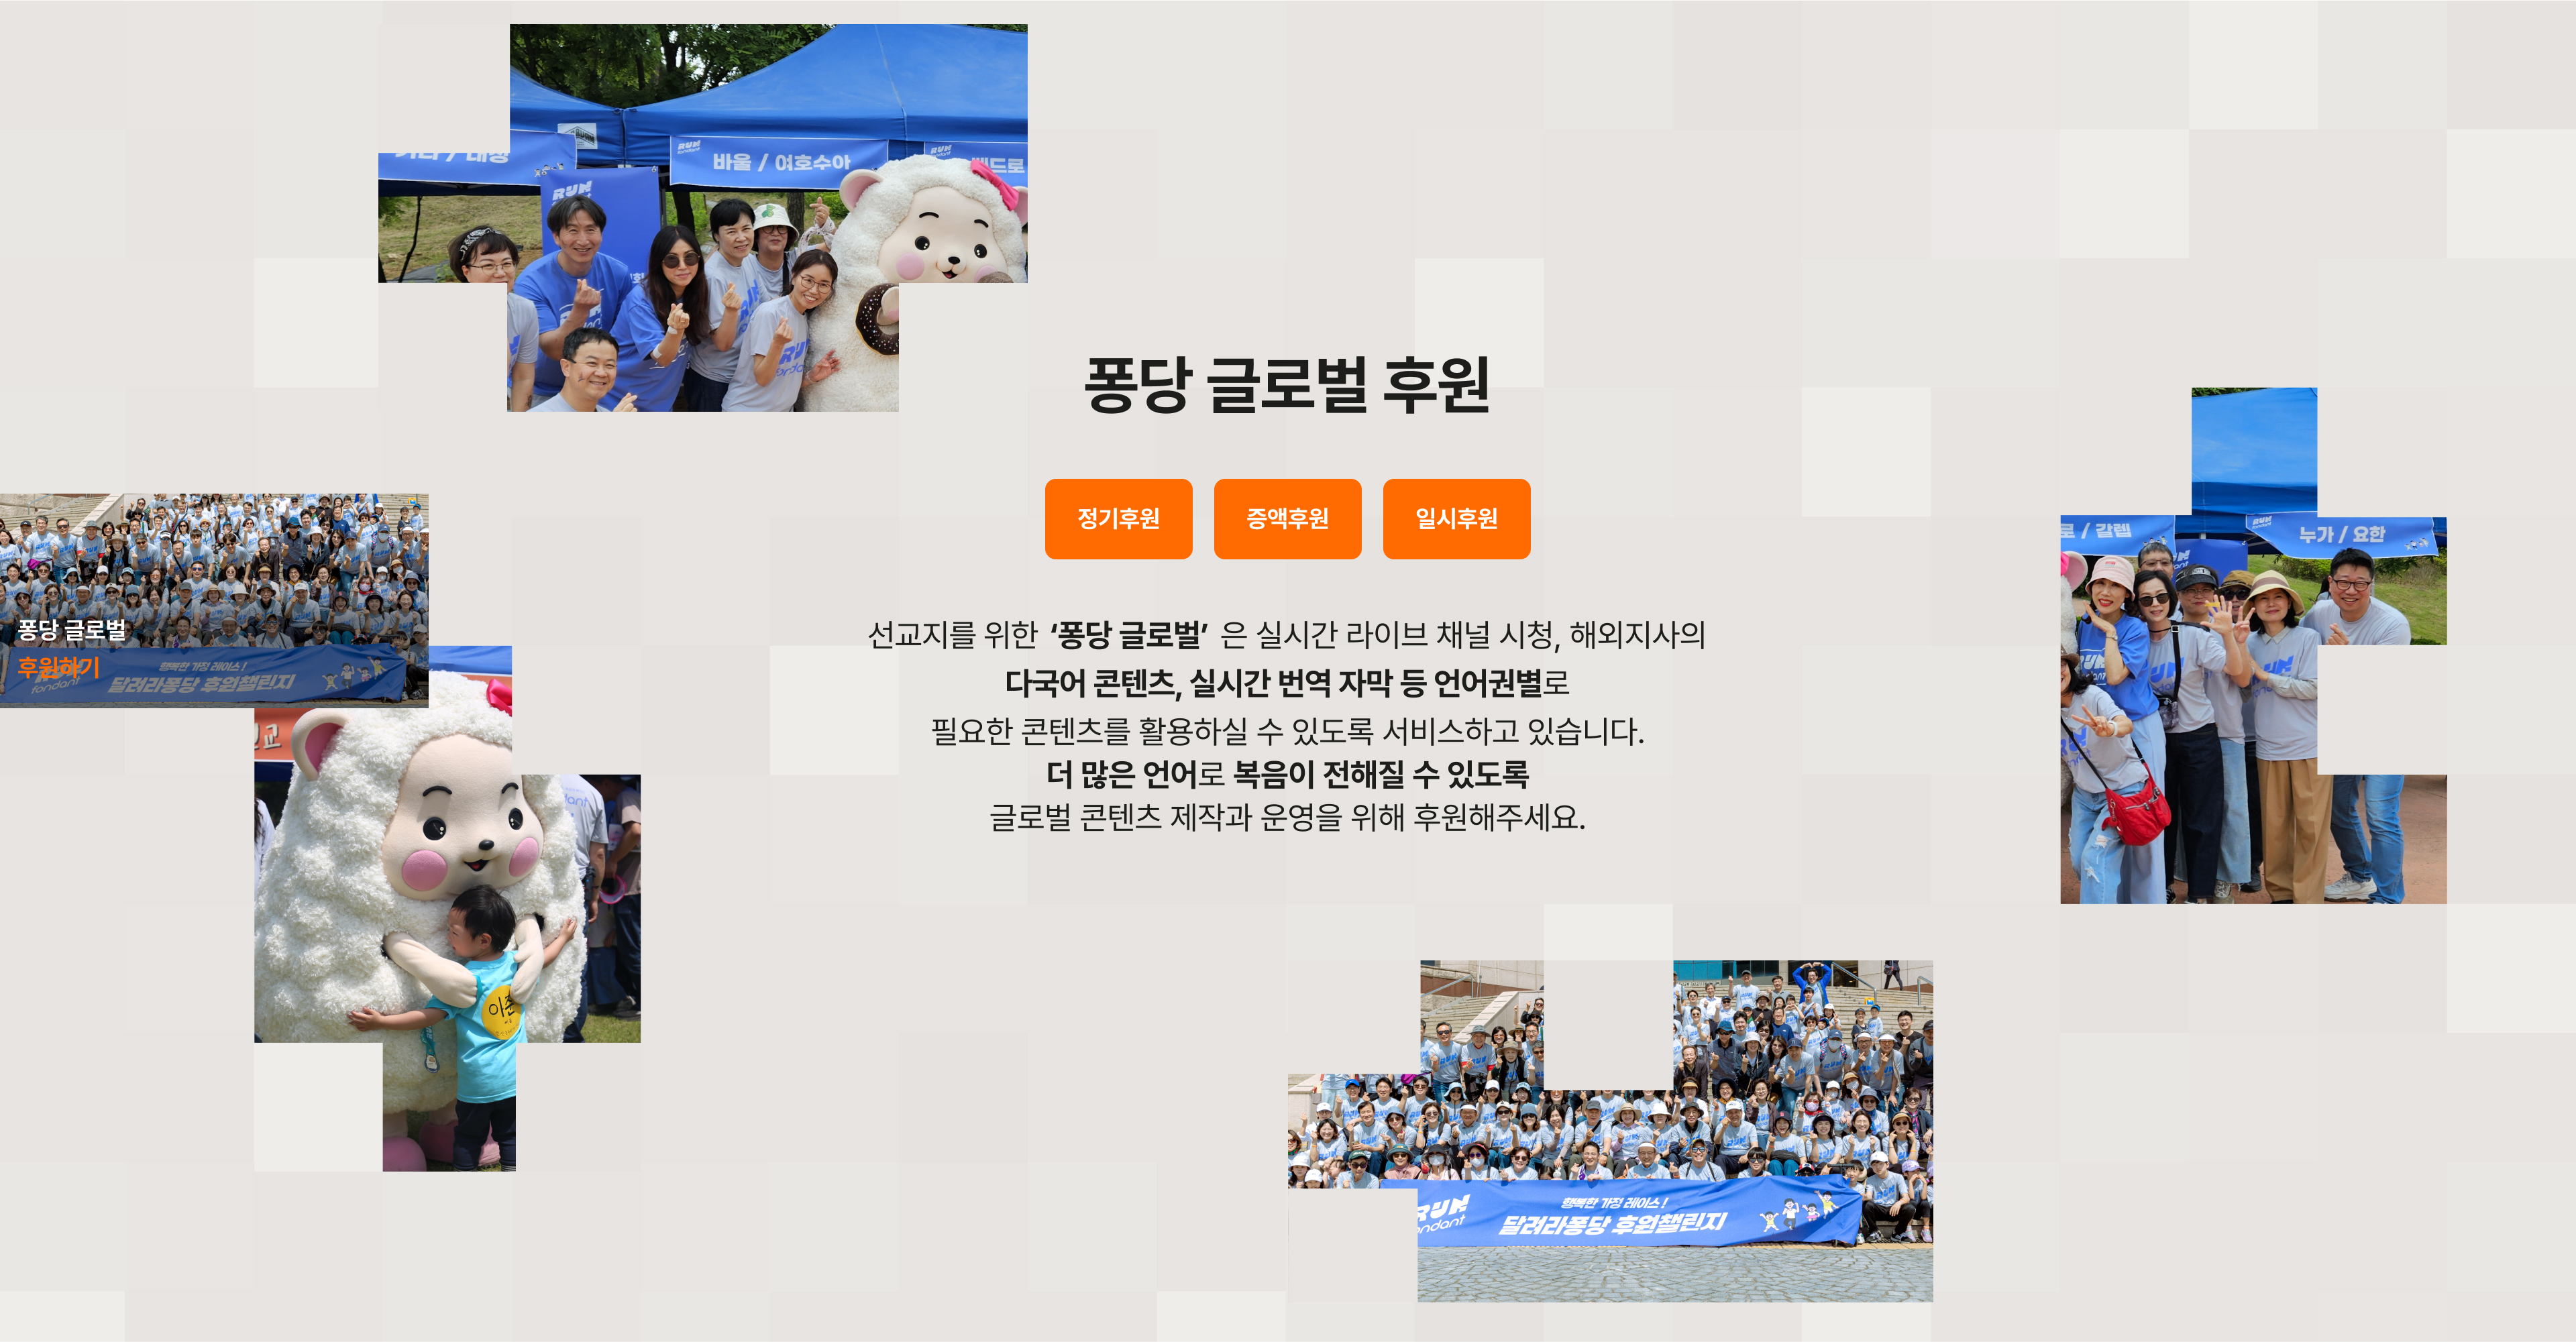 바울 / 여호수아
RUN
퐁당 글로벌 후원
정기후원
증액후원
일시후원
선교지를 위한 ‘퐁당 글로벌’ 은 실시간 라이브 채널 시청, 해외지사의
다국어 콘텐츠, 실시간 번역 자막 등 언어권별로
필요한 콘텐츠를 활용하실 수 있도록 서비스하고 있습니다.
더 많은 언어로 복음이 전해질 수 있도록
글로벌 콘텐츠 제작과 운영을 위해 후원해주세요.
퐁당 글로벌
후원하기
행복한 가정 레이스!
fondant
달려라퐁당 후원챌린지
/ 갈렙
누가 / 요한
RUN
행복한 가정 레이스!
달려라퐁당 후원챌린지